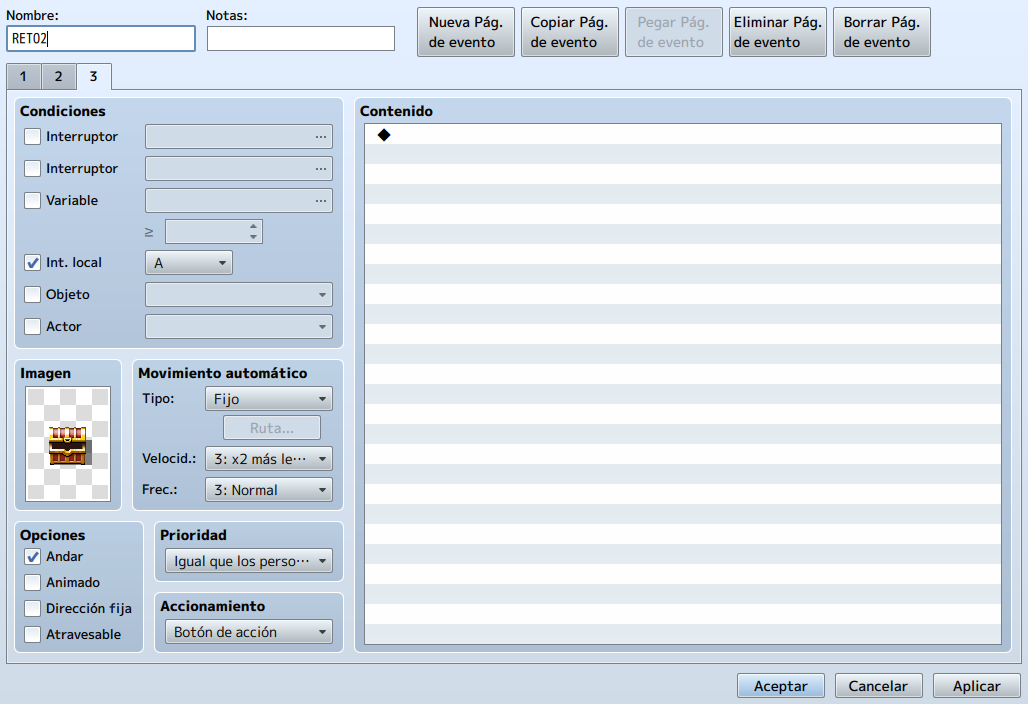 Nombre:
Notas:
RETO2
Nueva Pág. de evento
Copiar Pág. de evento
Pegar Pág. de evento
Eliminar Pág. de evento
Borrar Pág. de evento
1
2
3
Condiciones
Interruptor
...
Interruptor
...
Variable
...
≥
Int. local
A
Objeto
Actor
Imagen
Movimiento automático
Tipo:
Fijo
Ruta...
Velocid.:
3: x2 más le···
Frec.:
3: Normal
Opciones
Andar
Animado
Dirección fija
Atravesable
Prioridad
Igual que los perso···
Accionamiento
Botón de acción
Contenido
◆
Aceptar
Cancelar
Aplicar